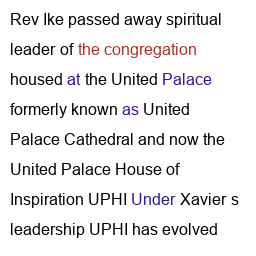 Rev Ike passed away spiritual
leader of the congregation
housed at the United Palace
formerly known as United
Palace Cathedral and now the
United Palace House of
Inspiration UPHI Under Xavier s
leadership UPHI has evolved